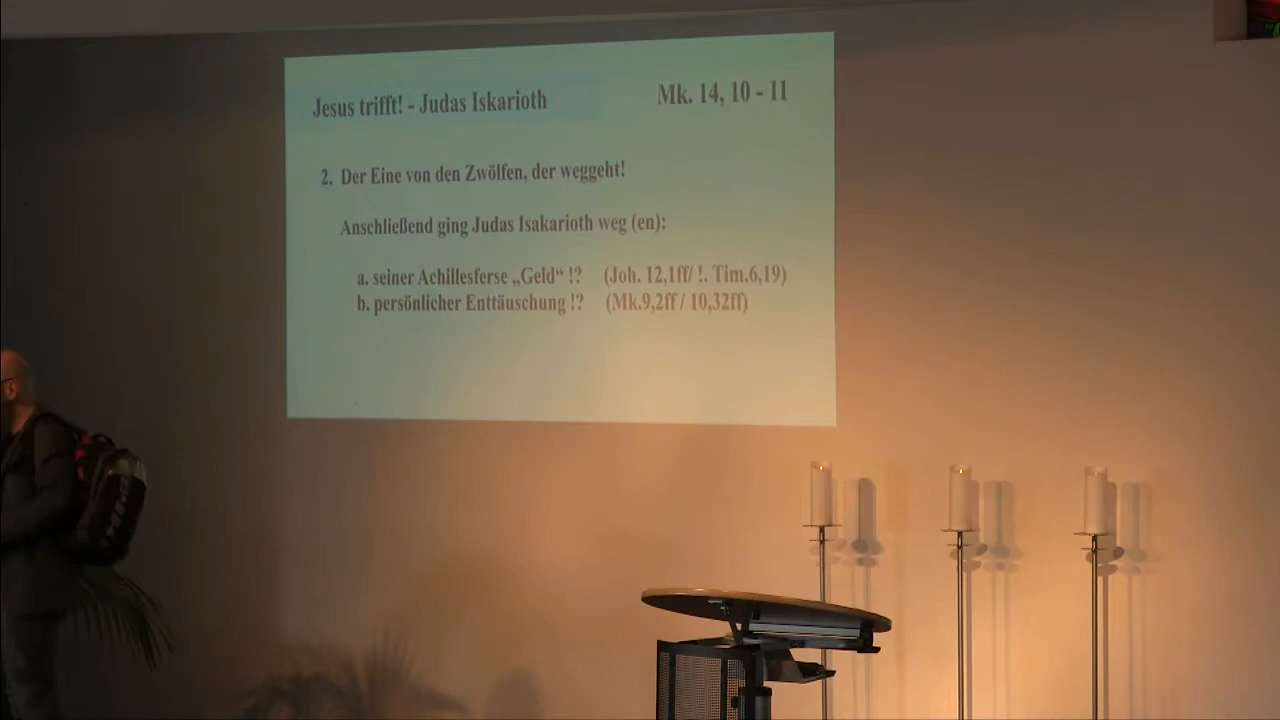 Jesus trifft! - Judas Iskarioth Mk. 14, 10 - 11
2. Der Eine von den Zwölfen, der weggeht!
Anschließend ging Judas Isakarioth weg (en):
a. seiner Achillesferse „Geld“ !? (Joh. 12,1ff/ !. Tim.6,19)
b. persönlicher Enttäuschung !? (Mk.9,2ff / 10,32ff)